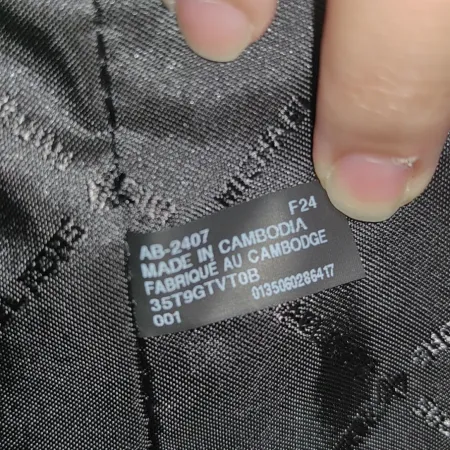 F24
AB-2407
MADE IN CAMBODIA
FABRIQUE AU CAMBODGE
35T9GTVT0B
001
0135060286417